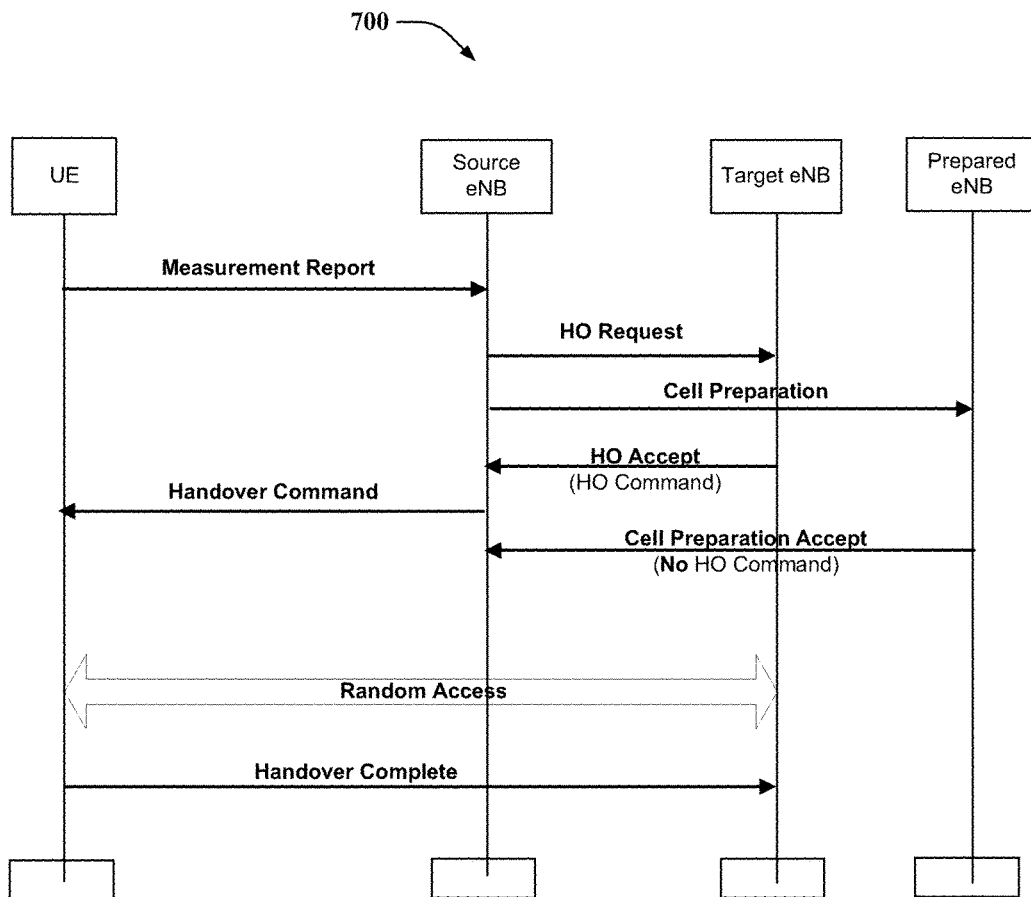 700
UE
Source
eNB
Target eNB
Prepared
eNB
Measurement Report
HO Request
Cell Preparation
HO Accept
(HO Command)
Handover Command
Cell Preparation Accept
(No HO Command)
Random Access
Handover Complete